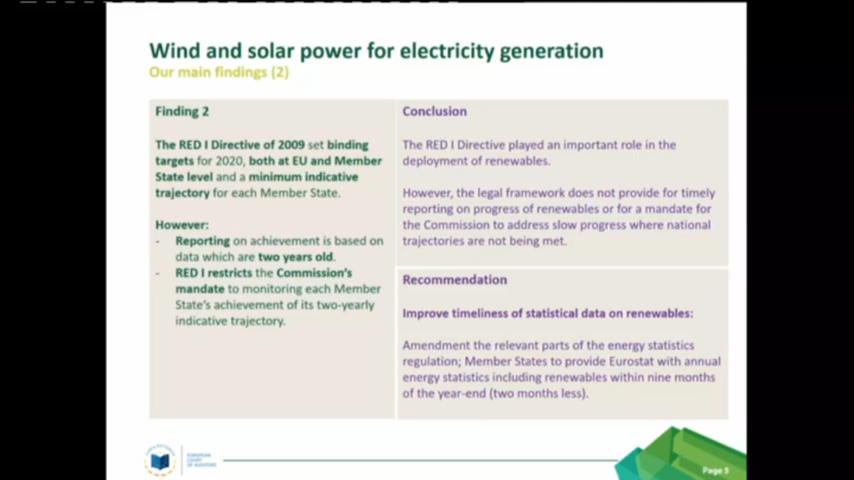 Wind and solar power for electricity generation
Our main findings (2)
Finding 2
The RED I Directive of 2009 set binding
targets for 2020, both at EU and Member
State level and a minimum indicative
trajectory for each Member State.
However:
- Reporting on achievement is based on
data which are two years old.
- RED I restricts the Commission's
mandate to monitoring each Member
State's achievement of its two-yearly
indicative trajectory.
Conclusion
The RED I Directive played an important role in the
deployment of renewables.
However, the legal framework does not provide for timely
reporting on progress of renewables or for a mandate for
the Commission to address slow progress where national
trajectories are not being met.
Recommendation
Improve timeliness of statistical data on renewables:
Amendment the relevant parts of the energy statistics
regulation; Member States to provide Eurostat with annual
energy statistics including renewables within nine months
of the year-end (two months less).
EUROPEAN
COURT
OF AUDITORS
Page 5